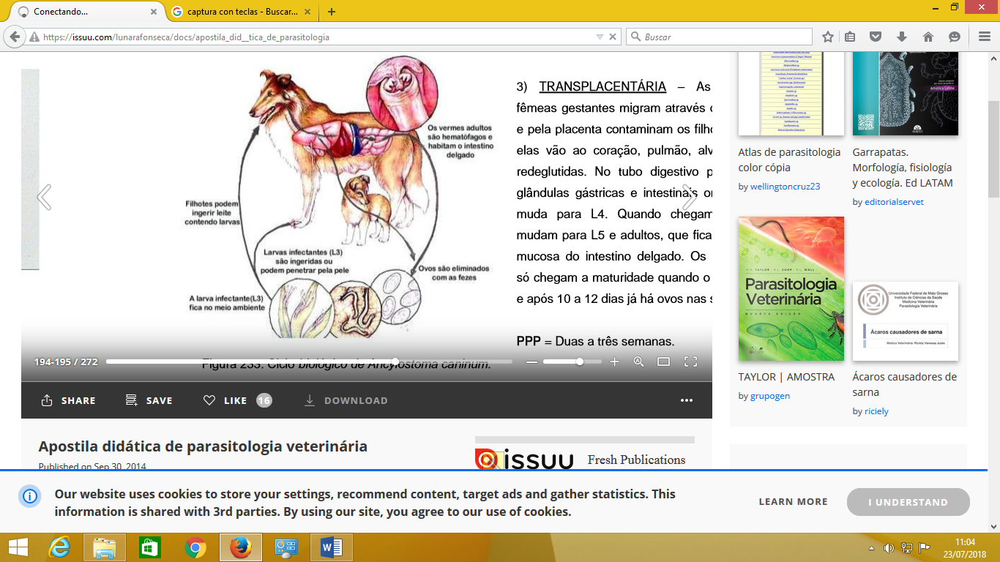 Conectando...
captura con teclas - Buscar...
https://issuu.com/lunarafonseca/docs/apostila_did__tica_de_parasitologia
Buscar
Os vermes adultos
são hematófagos e
habitam o intestino
delgado
Filhotes podem
ingerir leite
contendo larvas
Larvas infectantes (L3)
são ingeridas ou
podem penetrar pela pele
Ovos são eliminados
com as fezes
A larva infectante(L3)
fica no meio ambiente
Figura 233. Ciclo biológico de Ancylostoma caninum.
3) TRANSPLACENTÁRIA – As
fêmeas gestantes migram através
e pela placenta contaminam os filh
elas vão ao coração, pulmão, alv
redeglutidas. No tubo digestivo p
glândulas gástricas e intestinais o
muda para L4. Quando chegam
mudam para L5 e adultos, que fica
mucosa do intestino delgado. Os
só chegam a maturidade quando o
e após 10 a 12 dias já há ovos nas s
PPP = Duas a três semanas.
194-195 / 272
SHARE
SAVE
LIKE
16
DOWNLOAD
Apostila didática de parasitologia veterinária
Published on Sep 30, 2014
issuu
Fresh Publications
América Latina
SERVET
Atlas de parasitologia
color cópia
by wellingtoncruz23
Garrapatas.
Morfología, fisiología
y ecología. Ed LATAM
by editorialservet
M.A. TAYLOR R.L. COOP R.L. WALL
Parasitologia
Veterinária
QUARTA EDIÇÃO
TAYLOR | AMOSTRA
by grupogen
Universidade Federal de Mato Grosso
Instituto de Ciências da Saúde
Medicina Veterinária
Parasitologia Veterinária
Ácaros causadores de sarna
Médica Veterinária: Riciely Vanessa Justo
Ácaros causadores de
sarna
by riciely
Our website uses cookies to store your settings, recommend content, target ads and gather statistics. This
information is shared with 3rd parties. By using our site, you agree to our use of cookies.
LEARN MORE
I UNDERSTAND
11:04
23/07/2018